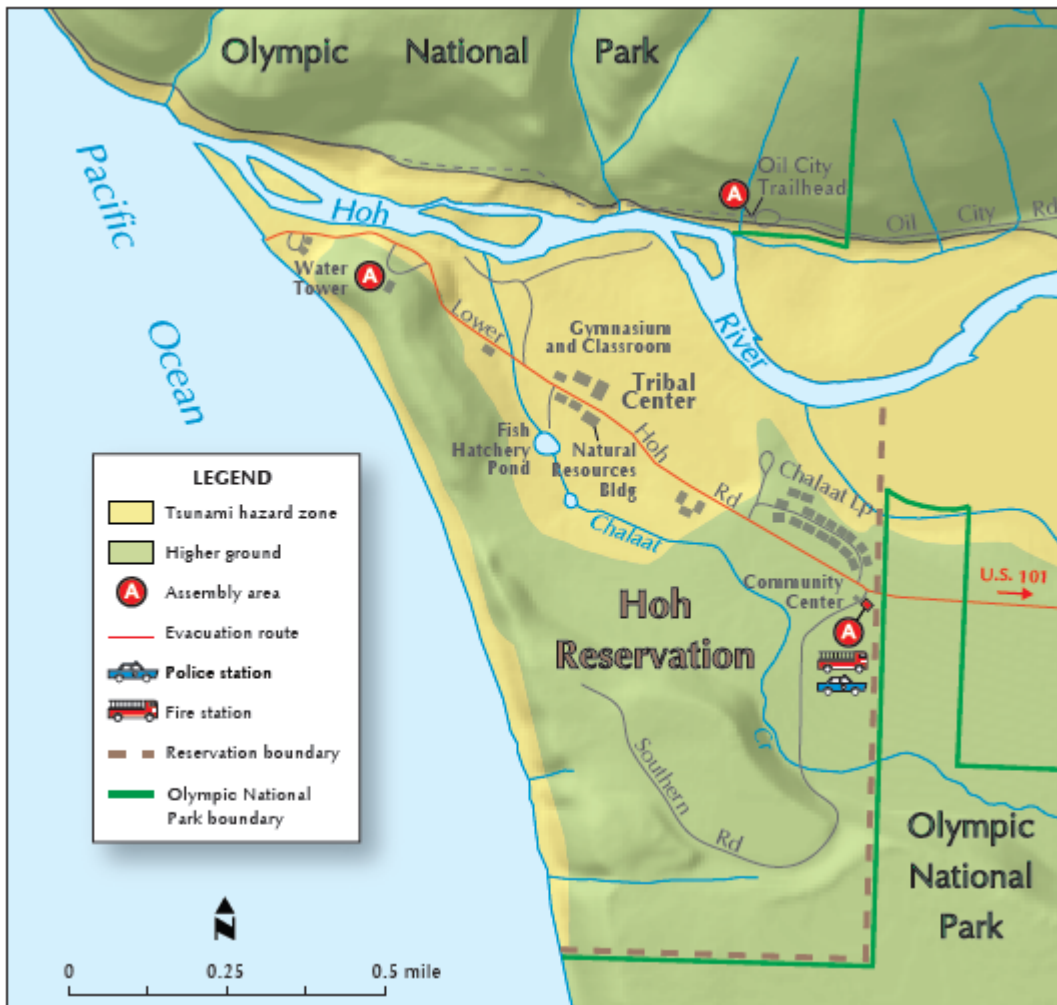 Olympic National Park
Pacific
Ocean
Hoh
River
Oil City
Trailhead
Oil City Rd
A
Water
Tower
A
Lower
Hoh
Rd
Gymnasium
and Classroom
Tribal
Center
Fish
Hatchery
Pond
Natural
Resources
Bldg
Chalaat
Cr
Chalaat Lp
Community
Center
U.S. 101
A
Hoh
Reservation
Southern
Rd
Olympic
National
Park
LEGEND
Tsunami hazard zone
Higher ground
A Assembly area
Evacuation route
Police station
Fire station
Reservation boundary
Olympic National
Park boundary
N
0 0.25 0.5 mile